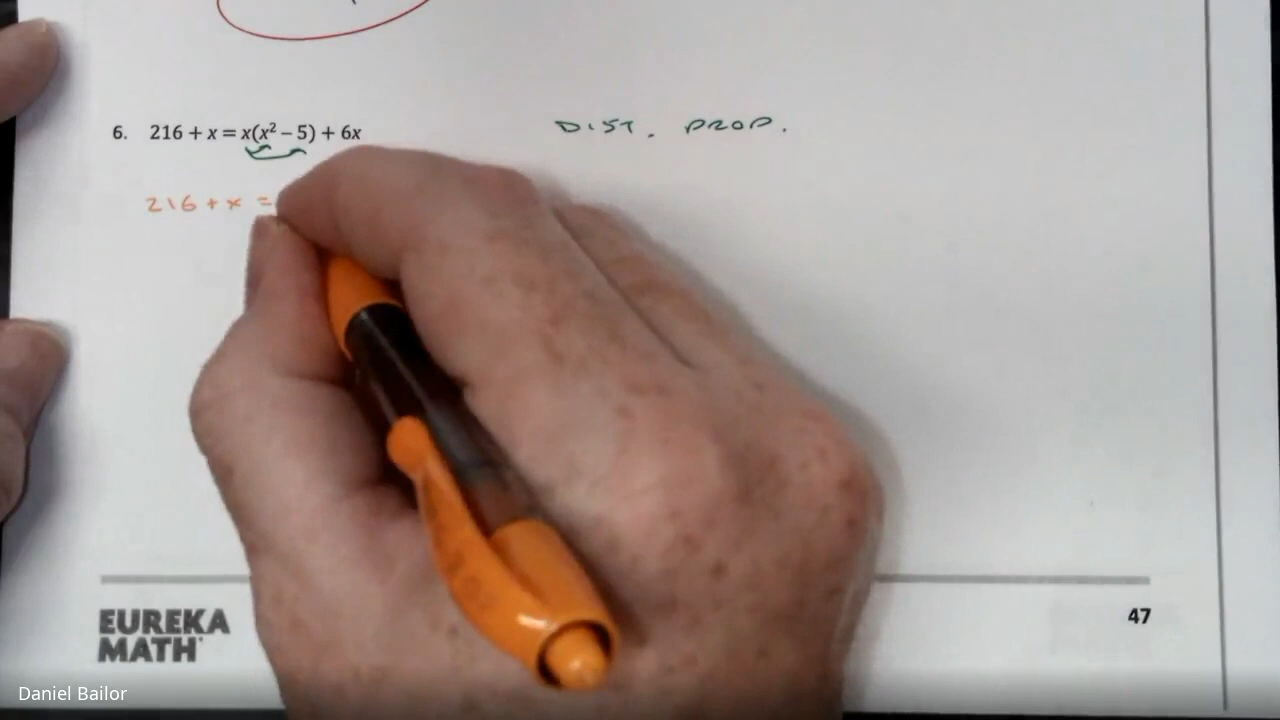 6. 216 + x = x(x² – 5) + 6x
DIST. PROP.
216 + x =
EUREKA
MATH
47
Daniel Bailor